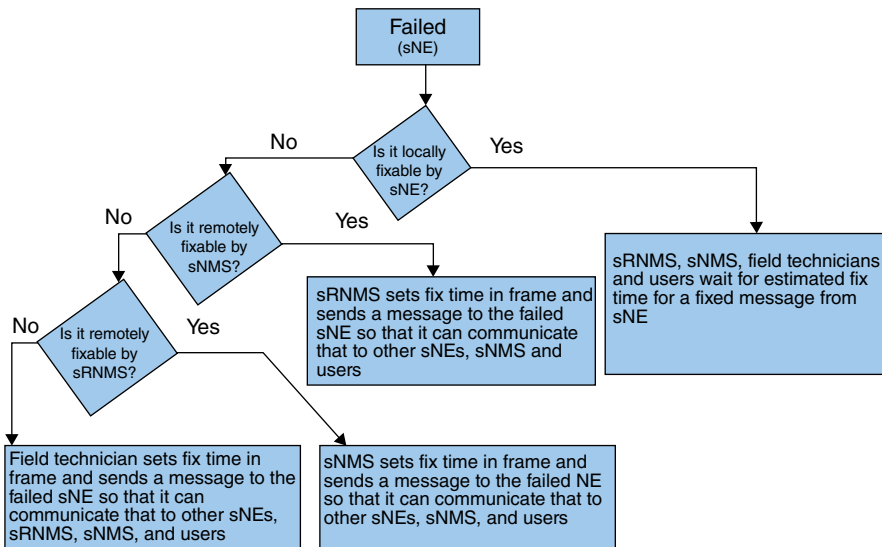 Failed
(sNE)
No
Is it locally
fixable by
sNE?
Yes
No
Is it remotely
fixable by
sNMS?
Yes
sRNMS, sNMS, field technicians
and users wait for estimated fix
time for a fixed message from
sNE
sRNMS sets fix time in frame and
sends a message to the failed
sNE so that it can communicate
that to other sNEs, sNMS and
users
No
Is it remotely
fixable by
sRNMS?
Yes
Field technician sets fix time in
frame and sends a message to the
failed sNE so that it can
communicate that to other sNEs,
sRNMS, sNMS, and users
sNMS sets fix time in frame and
sends a message to the failed NE
so that it can communicate that to
other sNEs, sNMS, and users